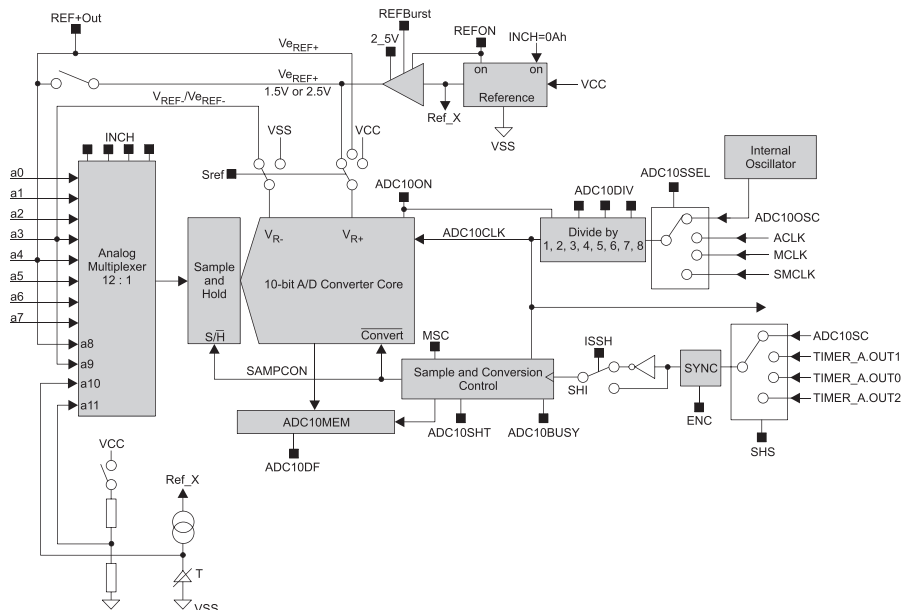 REF+Out
REFBurst
2_5V
REFON
INCH=0Ah
VeREF+
on
on
VCC
Reference
VeREF+
1.5V or 2.5V
Ref_X
VSS
VREF-/VeREF-
VSS
VCC
INCH
Sref
Internal
Oscillator
a0
a1
a2
a3
a4
a5
a6
a7
a8
a9
a10
a11
Analog
Multiplexer
12 : 1
Sample
and
Hold
S/H
VR-
VR+
10-bit A/D Converter Core
Convert
ADC10ON
ADC10CLK
ADC10DIV
Divide by
1, 2, 3, 4, 5, 6, 7, 8
ADC10SSEL
ADC10OSC
ACLK
MCLK
SMCLK
SAMPCON
MSC
Sample and Conversion
Control
ISSH
SHI
SYNC
ENC
ADC10SC
TIMER_A.OUT1
TIMER_A.OUT0
TIMER_A.OUT2
SHS
ADC10MEM
ADC10DF
ADC10SHT
ADC10BUSY
VCC
Ref_X
T
VSS